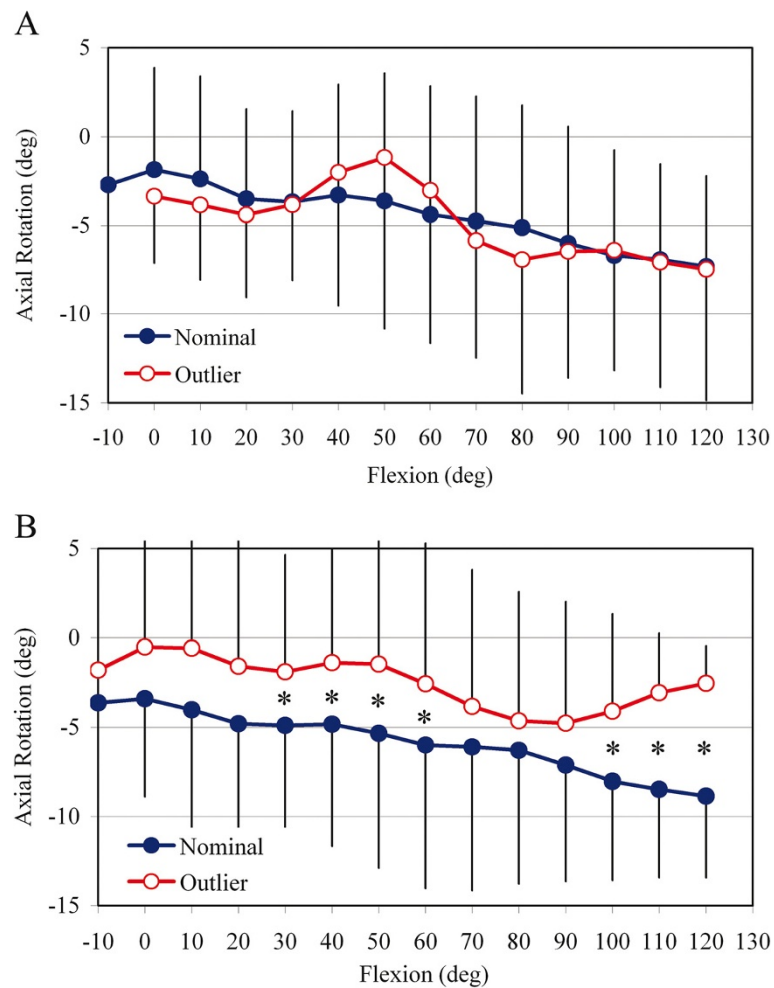 A
5
0
-5
-10
-15
Axial Rotation (deg)
Nominal
Outlier
-10 0 10 20 30 40 50 60 70 80 90 100 110 120 130
Flexion (deg)
B
5
0
-5
-10
-15
Axial Rotation (deg)
* * * * * * *
Nominal
Outlier
-10 0 10 20 30 40 50 60 70 80 90 100 110 120 130
Flexion (deg)